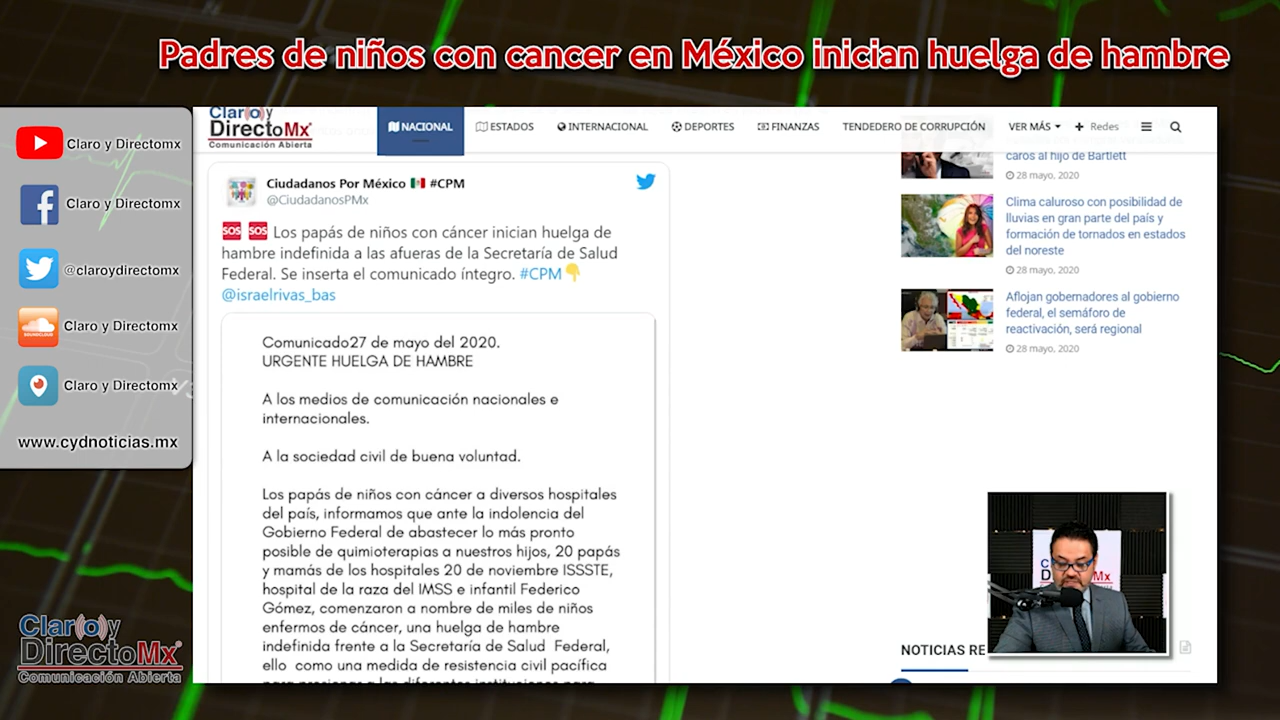 Padres de niños con cancer en México inician huelga de hambre
Claro y Directomx
Claro y Directomx
@claroydirectomx
SOUNDCLOUD
Claro y Directomx
Claro y Directomx
www.cydnoticias.mx
Claro y
DirectoMx
Comunicación Abierta
Claro y
DirectoMx
Comunicación Abierta
NACIONAL
ESTADOS
INTERNACIONAL
DEPORTES
FINANZAS
TENDEDERO DE CORRUPCIÓN
VER MÁS
Redes
Ciudadanos Por México #CPM
@CiudadanosPMx
SOS SOS Los papás de niños con cáncer inician huelga de
hambre indefinida a las afueras de la Secretaría de Salud
Federal. Se inserta el comunicado íntegro. #CPM
@israelrivas_bas
Comunicado27 de mayo del 2020.
URGENTE HUELGA DE HAMBRE
A los medios de comunicación nacionales e
internacionales.
A la sociedad civil de buena voluntad.
Los papás de niños con cáncer a diversos hospitales
del país, informamos que ante la indolencia del
Gobierno Federal de abastecer lo más pronto
posible de quimioterapias a nuestros hijos, 20 papás
y mamás de los hospitales 20 de noviembre ISSSTE,
hospital de la raza del IMSS e infantil Federico
Gómez, comenzaron a nombre de miles de niños
enfermos de cáncer, una huelga de hambre
indefinida frente a la Secretaría de Salud Federal,
ello como una medida de resistencia civil pacífica
para presionar a las diferentes instituciones para
caros al hijo de Bartlett
28 mayo, 2020
Clima caluroso con posibilidad de
lluvias en gran parte del país y
formación de tornados en estados
del noreste
28 mayo, 2020
Aflojan gobernadores al gobierno
federal, el semáforo de
reactivación, será regional
28 mayo, 2020
NOTICIAS RE